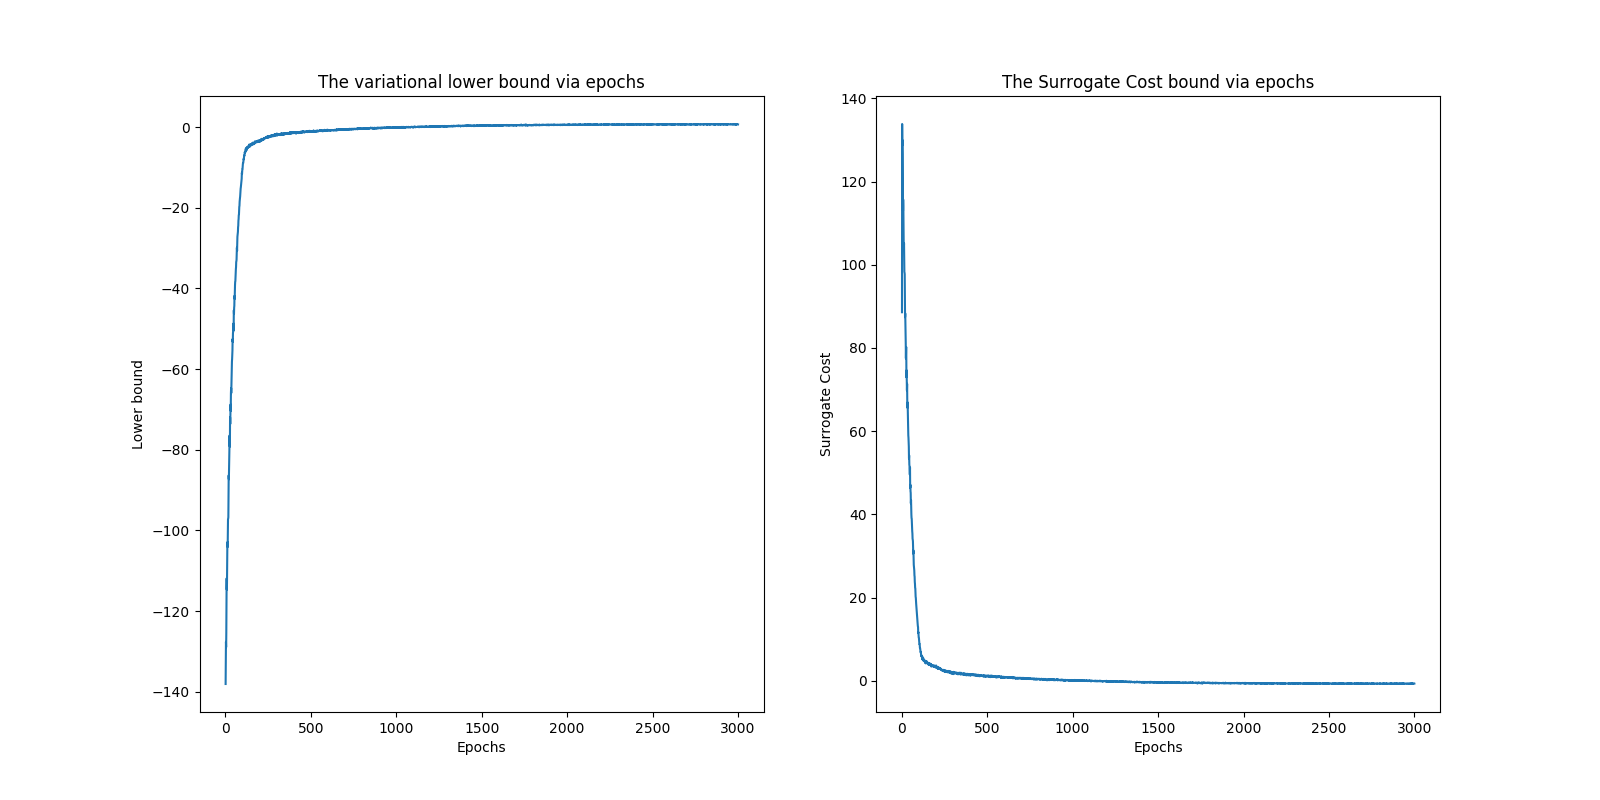 The variational lower bound via epochs
Lower bound
0
−20
−40
−60
−80
−100
−120
−140
0 500 1000 1500 2000 2500 3000
Epochs
The Surrogate Cost bound via epochs
Surrogate Cost
140
120
100
80
60
40
20
0
0 500 1000 1500 2000 2500 3000
Epochs